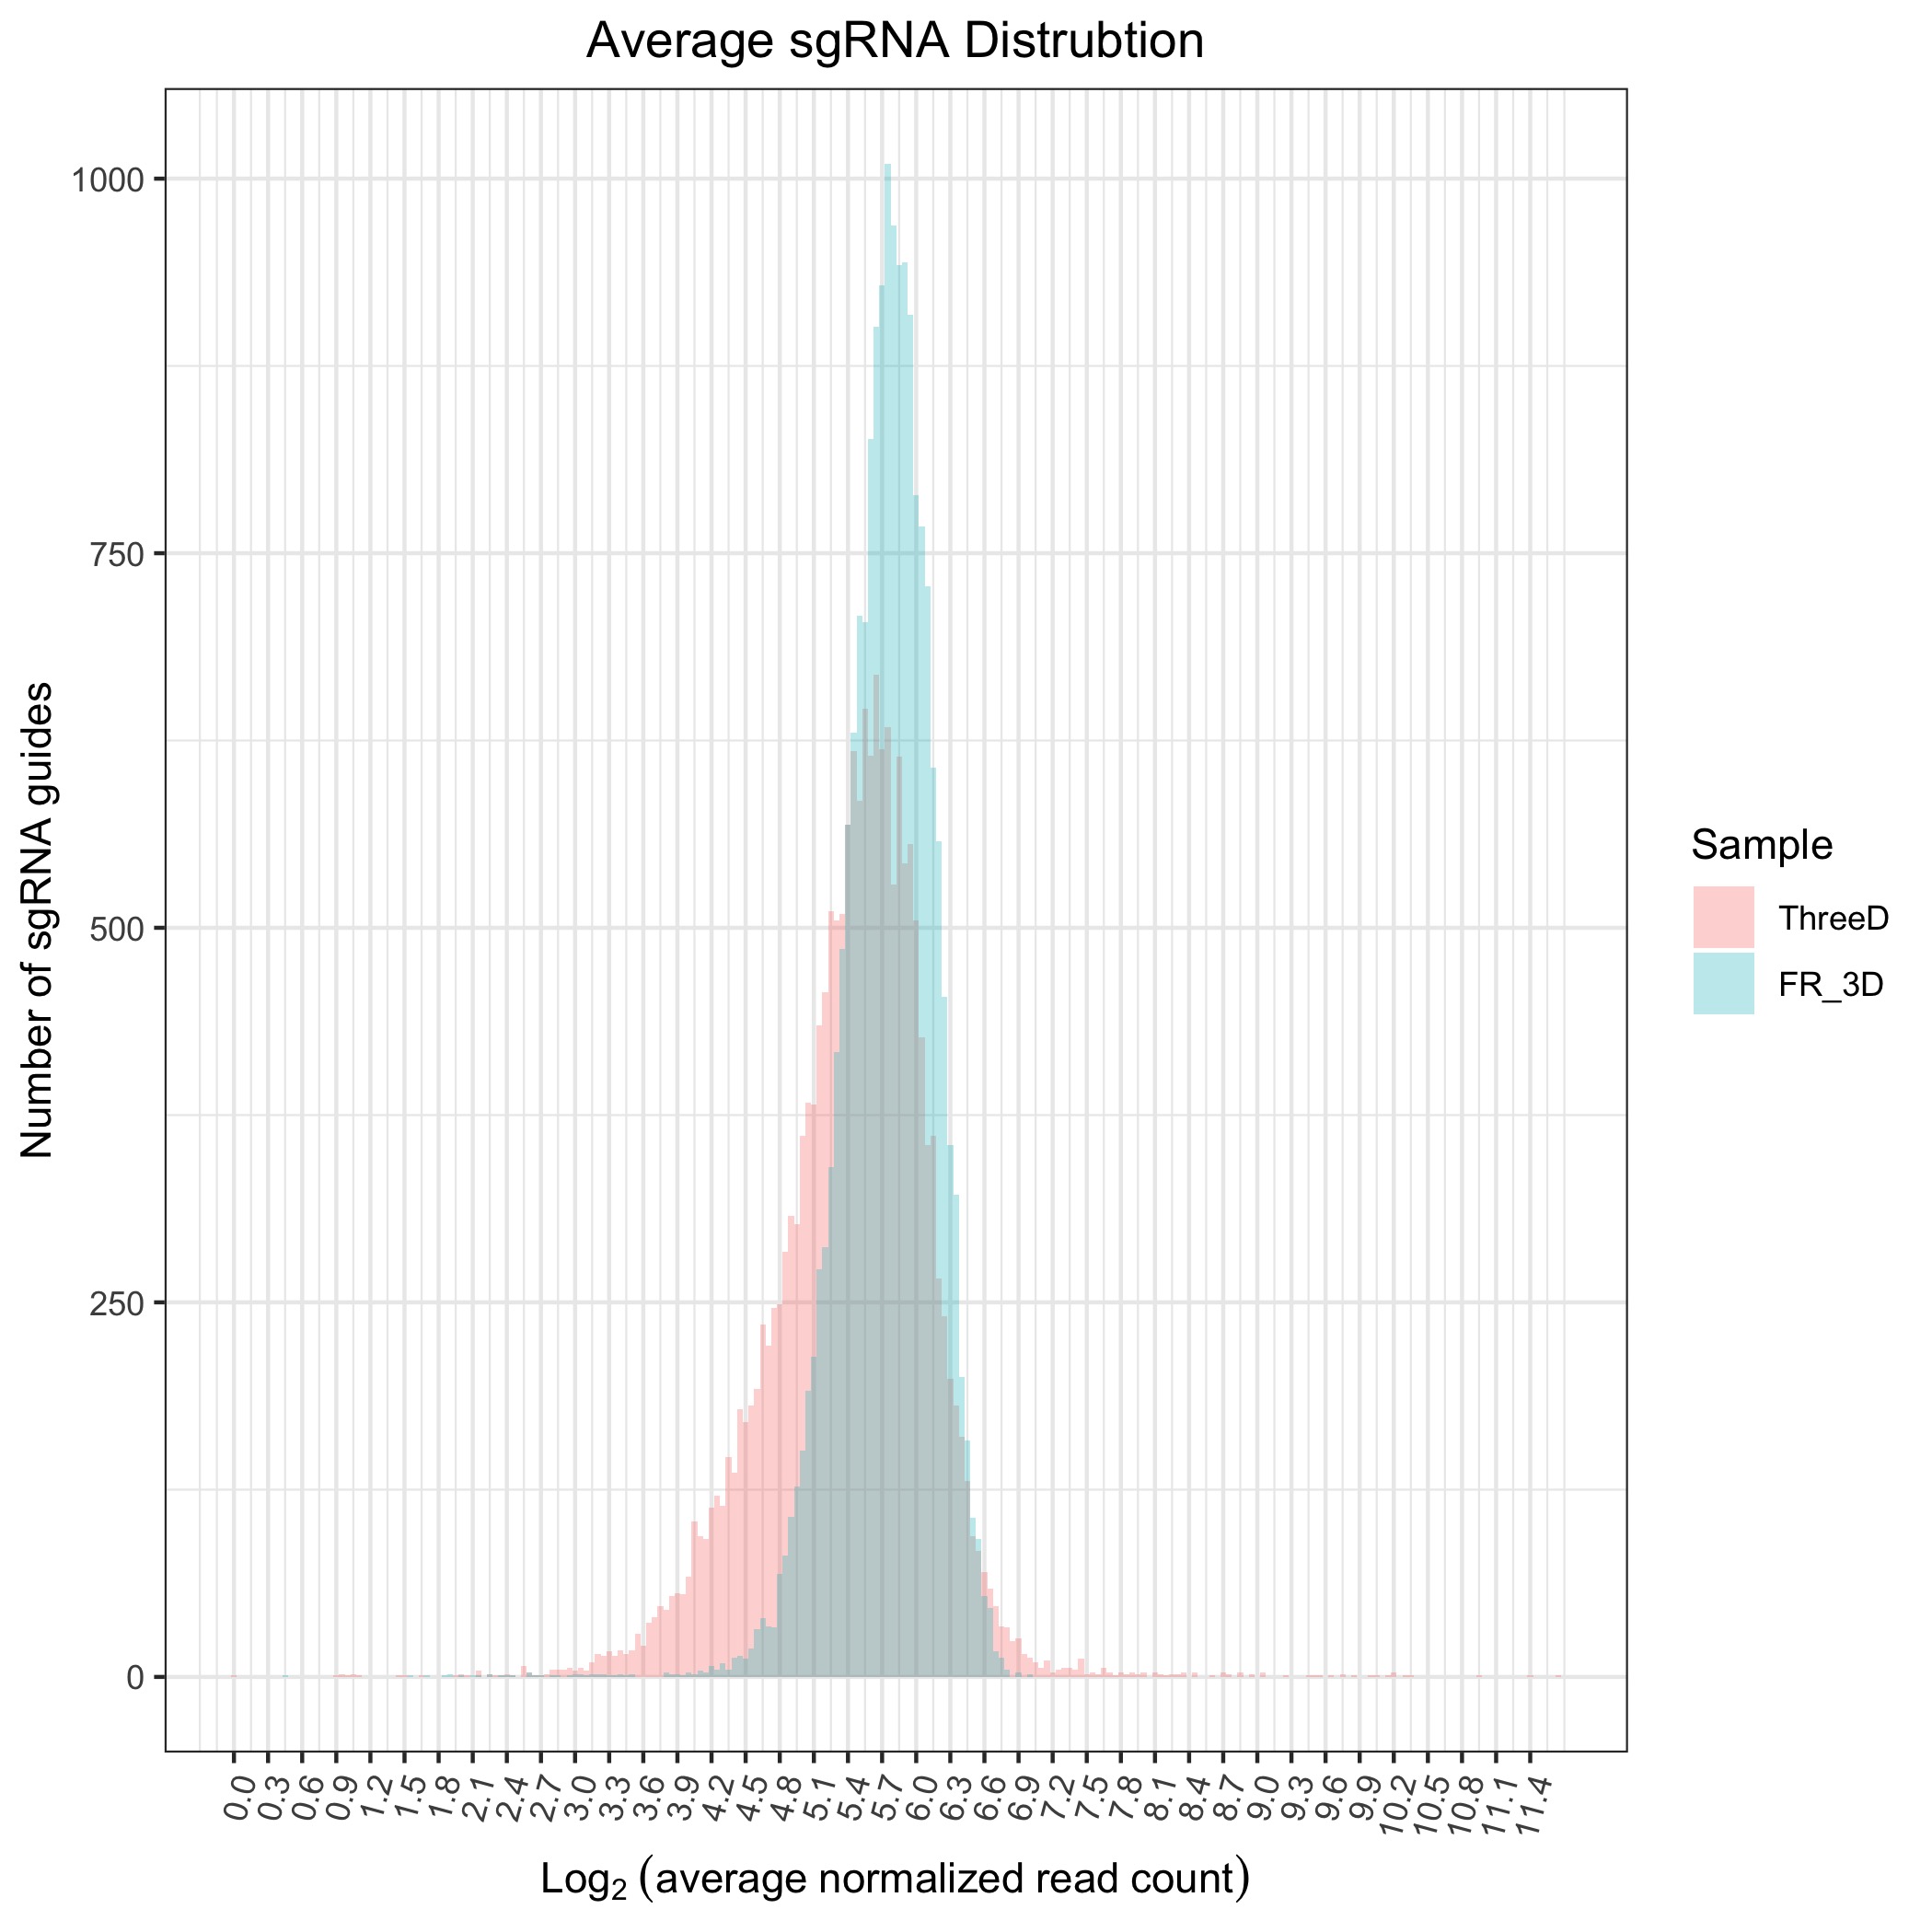 Average sgRNA Distrubtion
Number of sgRNA guides
1000
750
500
250
0
0.0 0.3 0.6 0.9 1.2 1.5 1.8 2.1 2.4 2.7 3.0 3.3 3.6 3.9 4.2 4.5 4.8 5.1 5.4 5.7 6.0 6.3 6.6 6.9 7.2 7.5 7.8 8.1 8.4 8.7 9.0 9.3 9.6 9.9 10.2 10.5 10.8 11.1 11.4
Log₂ (average normalized read count)
Sample
ThreeD
FR_3D